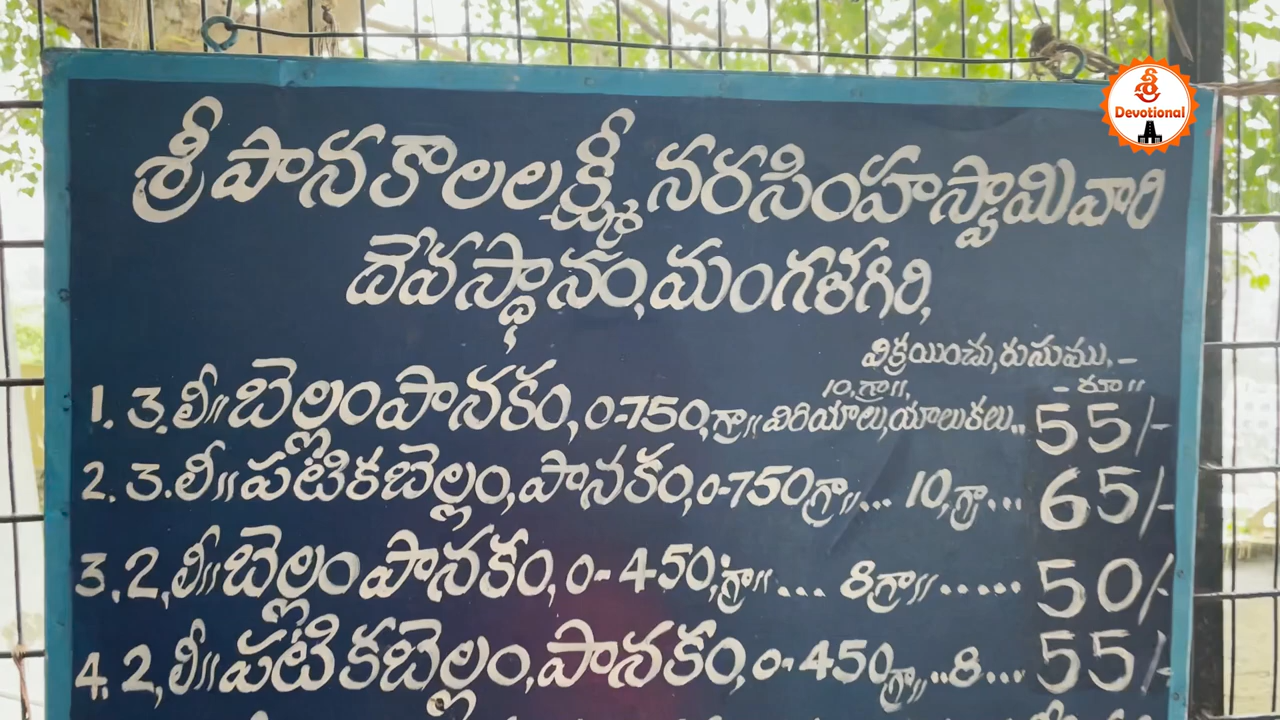 శ్రీ
Devotional
శ్రీ పానకాల లక్ష్మీ నరసింహస్వామి వారి
దేవస్థానం, మంగళగిరి,
విక్రయించు, రుసుము, -
10, గ్రా॥, - రూ॥
1. 3. లీ॥ బెల్లం పానకం, 0-750, గ్రా॥ విరియాలు, యాలుకలు.. 55/-
2. 3. లీ॥ పటికబెల్లం, పానకం, 0-750 గ్రా॥... 10, గ్రా... 65/-
3. 2, లీ॥ బెల్లం పానకం, 0-450, గ్రా॥.... 8 గ్రా॥..... 50/-
4. 2, లీ॥ పటికబెల్లం, పానకం, 0-450 గ్రా॥..8... 55/-